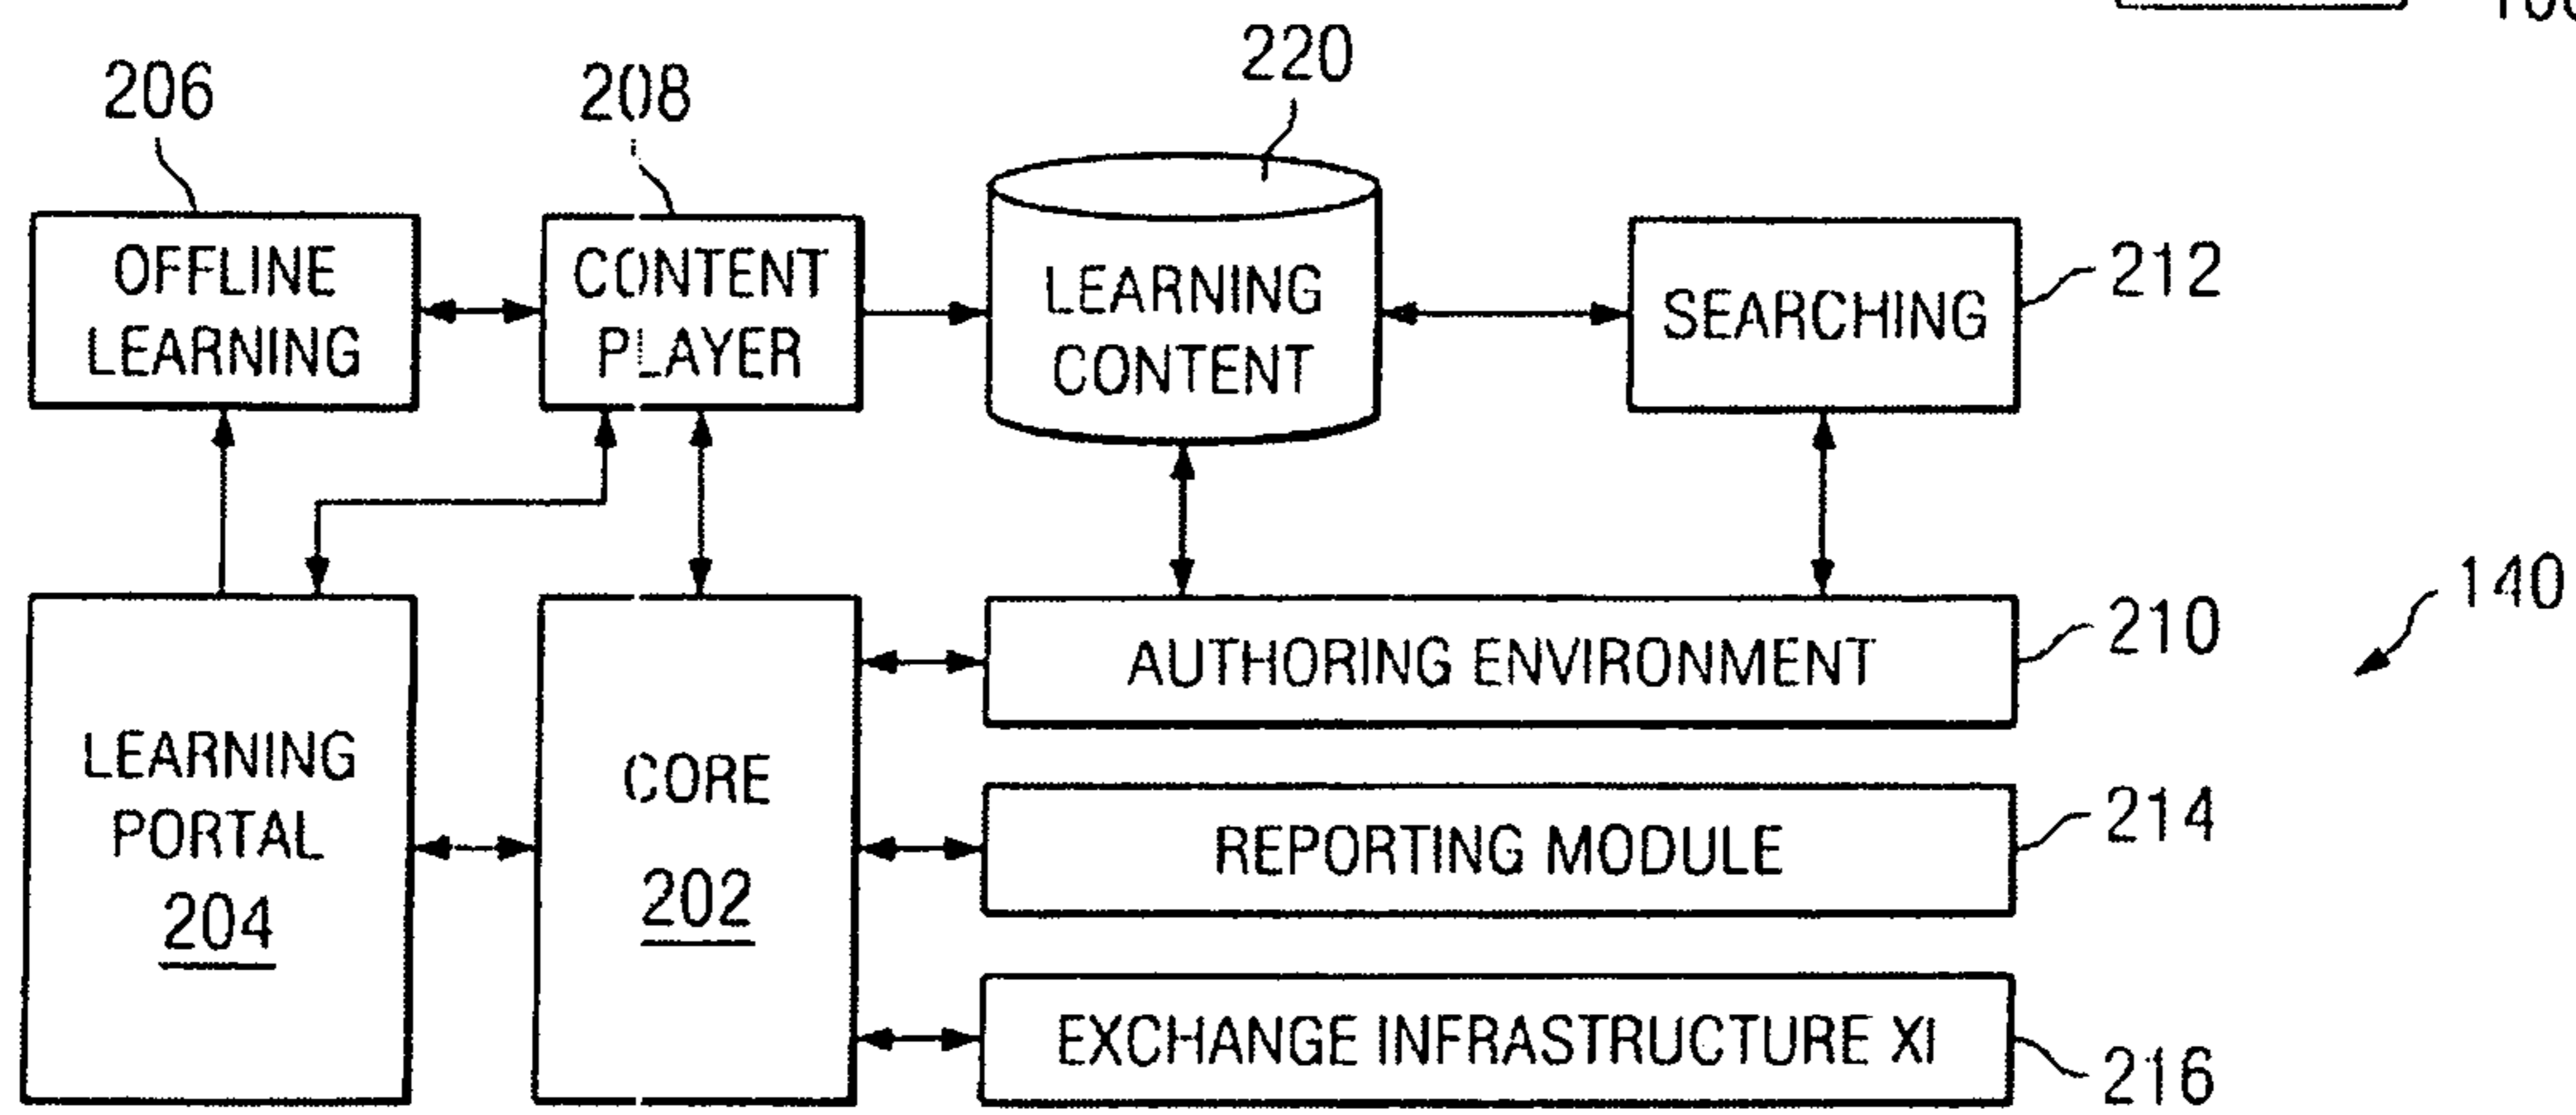 206
208
220
OFFLINE
LEARNING
CONTENT
PLAYER
LEARNING
CONTENT
SEARCHING
212
AUTHORING ENVIRONMENT
210
140
LEARNING
PORTAL
204
CORE
202
REPORTING MODULE
214
EXCHANGE INFRASTRUCTURE XI
216